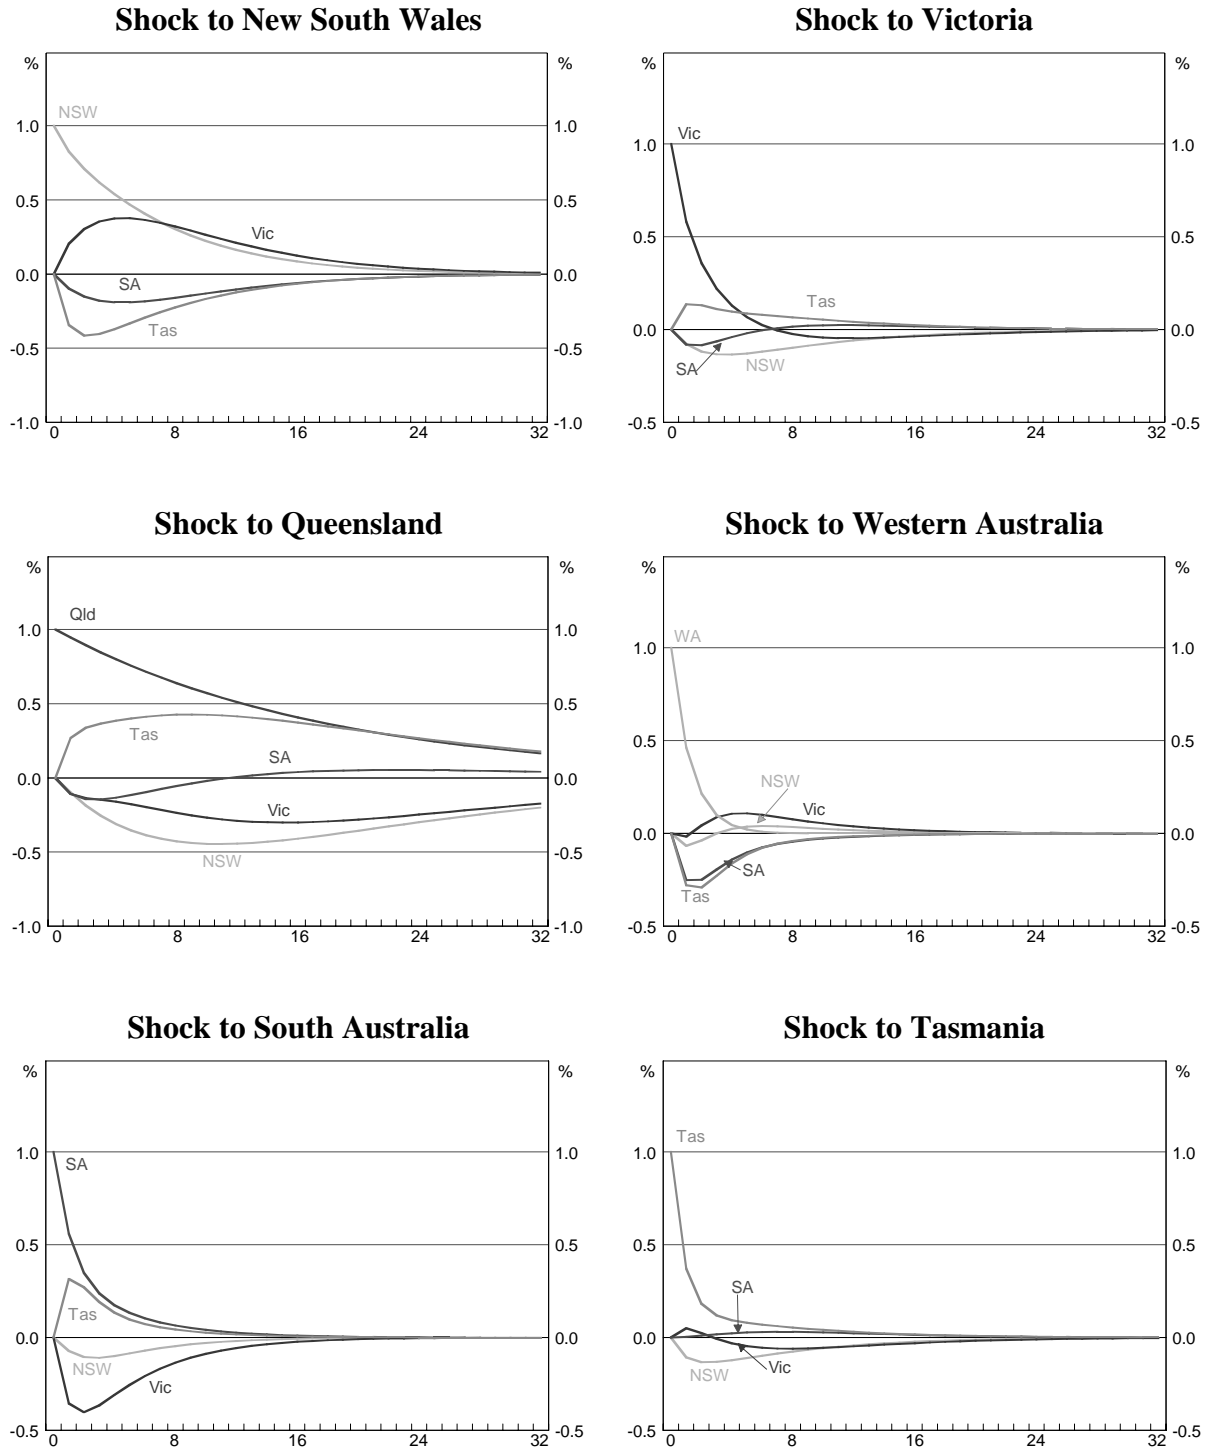 Shock to New South Wales
% %
NSW
1.0 1.0
0.5 0.5
Vic
0.0 0.0
SA
Tas
-0.5 -0.5
-1.0 -1.0
0 8 16 24 32
Shock to Victoria
% %
Vic
1.0 1.0
0.5 0.5
Tas
0.0 0.0
SA NSW
-0.5 -0.5
0 8 16 24 32
Shock to Queensland
% %
Qld
1.0 1.0
0.5 0.5
Tas
SA
0.0 0.0
Vic
NSW
-0.5 -0.5
-1.0 -1.0
0 8 16 24 32
Shock to Western Australia
% %
WA
1.0 1.0
0.5 0.5
NSW
Vic
0.0 0.0
SA
Tas
-0.5 -0.5
0 8 16 24 32
Shock to South Australia
% %
1.0 1.0
SA
0.5 0.5
Tas
0.0 0.0
NSW
Vic
-0.5 -0.5
0 8 16 24 32
Shock to Tasmania
% %
Tas
1.0 1.0
0.5 0.5
SA
0.0 0.0
NSW Vic
-0.5 -0.5
0 8 16 24 32